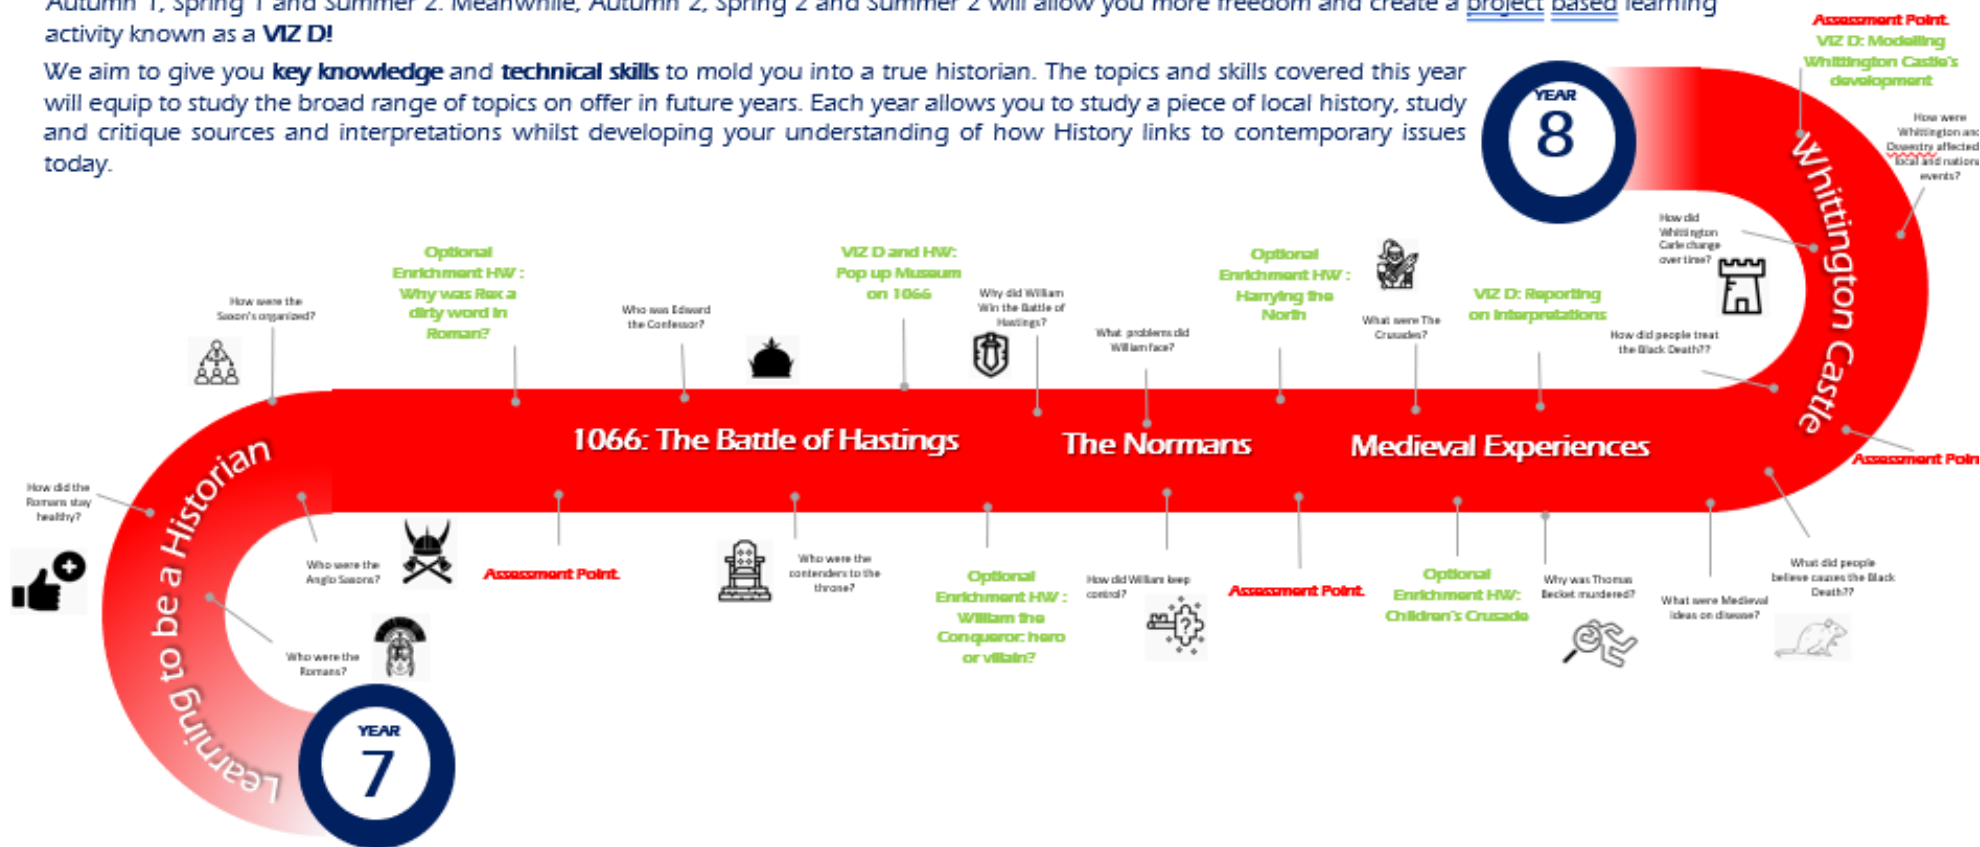 Autumn 1, Spring 1 and Summer 2. Meanwhile, Autumn 2, Spring 2 and Summer 2 will allow you more freedom and create a project based learning
activity known as a VIZ D!
We aim to give you key knowledge and technical skills to mold you into a true historian. The topics and skills covered this year
will equip to study the broad range of topics on offer in future years. Each year allows you to study a piece of local history, study
and critique sources and interpretations whilst developing your understanding of how History links to contemporary issues
today.
YEAR
7
Learning to be a Historian
Who were the
Romans?
How did the
Romans stay
healthy?
Who were the
Anglo Saxons?
How were the
Saxon's organized?
Optional
Enrichment HW :
Why was Rex a
dirty word in
Roman?
Assessment Point.
1066: The Battle of Hastings
Who was Edward
the Confessor?
Who were the
contenders to the
throne?
VIZ D and HW:
Pop up Museum
on 1066
Optional
Enrichment HW :
William the
Conqueror: hero
or villain?
Why did William
Win the Battle of
Hastings?
The Normans
What problems did
William face?
How did William keep
control?
Optional
Enrichment HW :
Harrying the
North
Assessment Point.
Medieval Experiences
What were The
Crusades?
Optional
Enrichment HW:
Children's Crusade
VIZ D: Reporting
on Interpretations
Why was Thomas
Becket murdered?
What were Medieval
ideas on disease?
How did people treat
the Black Death??
What did people
believe causes the Black
Death??
Assessment Poin
Whittington Castle
How did
Whittington
Carle change
over time?
How were
Whittington and
Oswestry affected
local and nationa
events?
Assessment Point.
VIZ D: Modelling
Whittington Castle's
development
YEAR
8